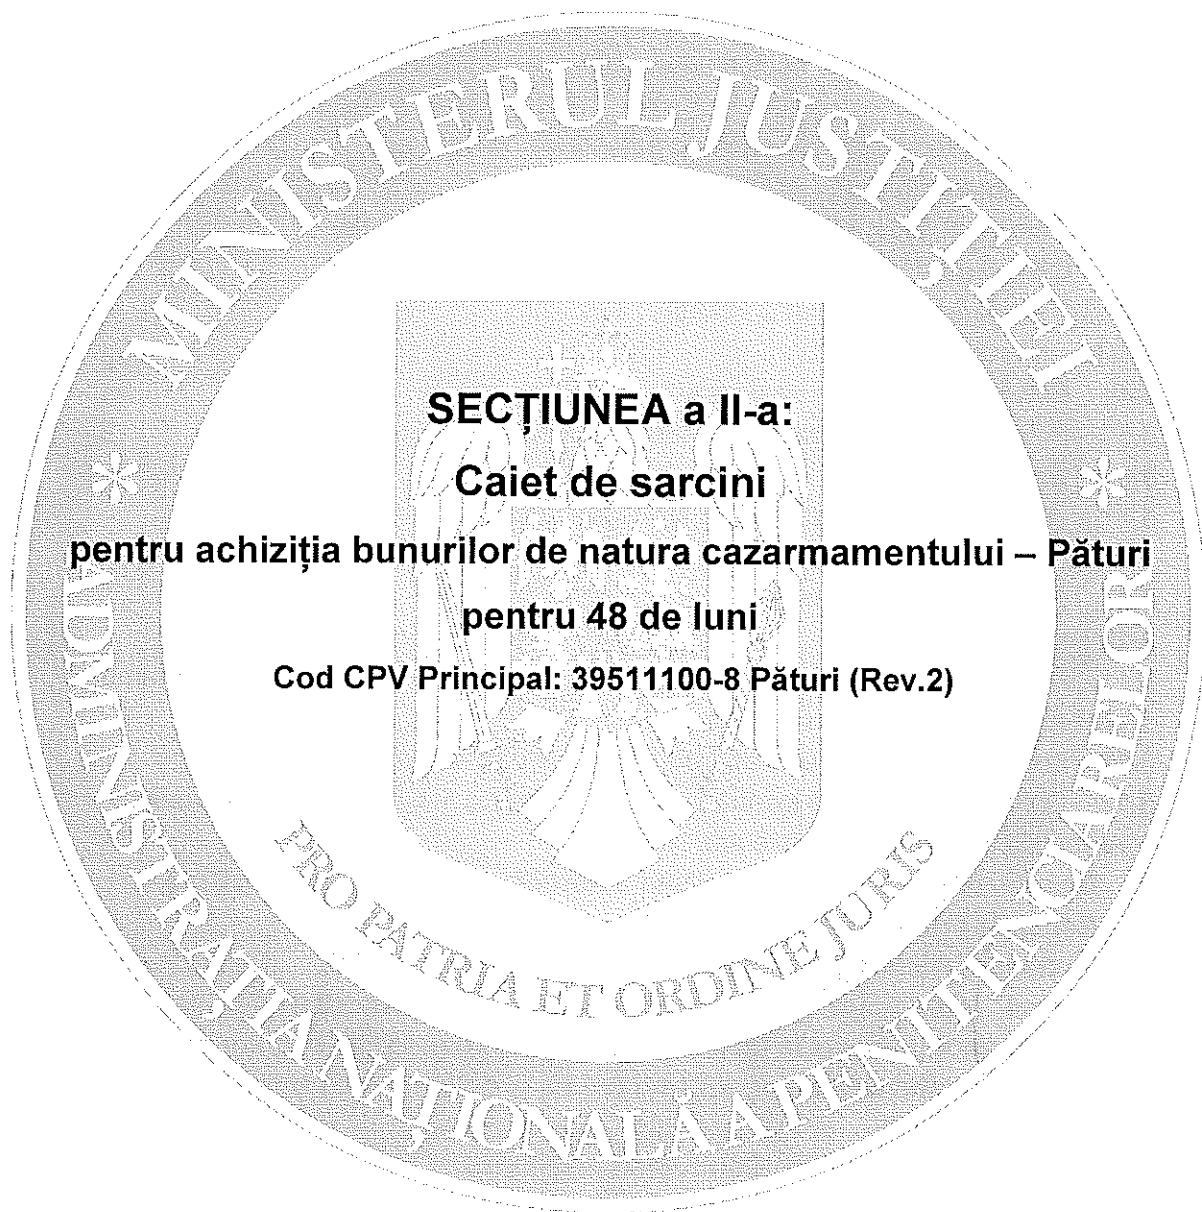 MINISTERUL JUSTIȚIEI
SECȚIUNEA a II-a:
Caiet de sarcini
pentru achiziția bunurilor de natura cazarmamentului – Pături
pentru 48 de luni
Cod CPV Principal: 39511100-8 Pături (Rev.2)
PRO PATRIA ET ORDINE JURIS
ADMINISTRAȚIA NAȚIONALĂ A PENITENCIARELOR